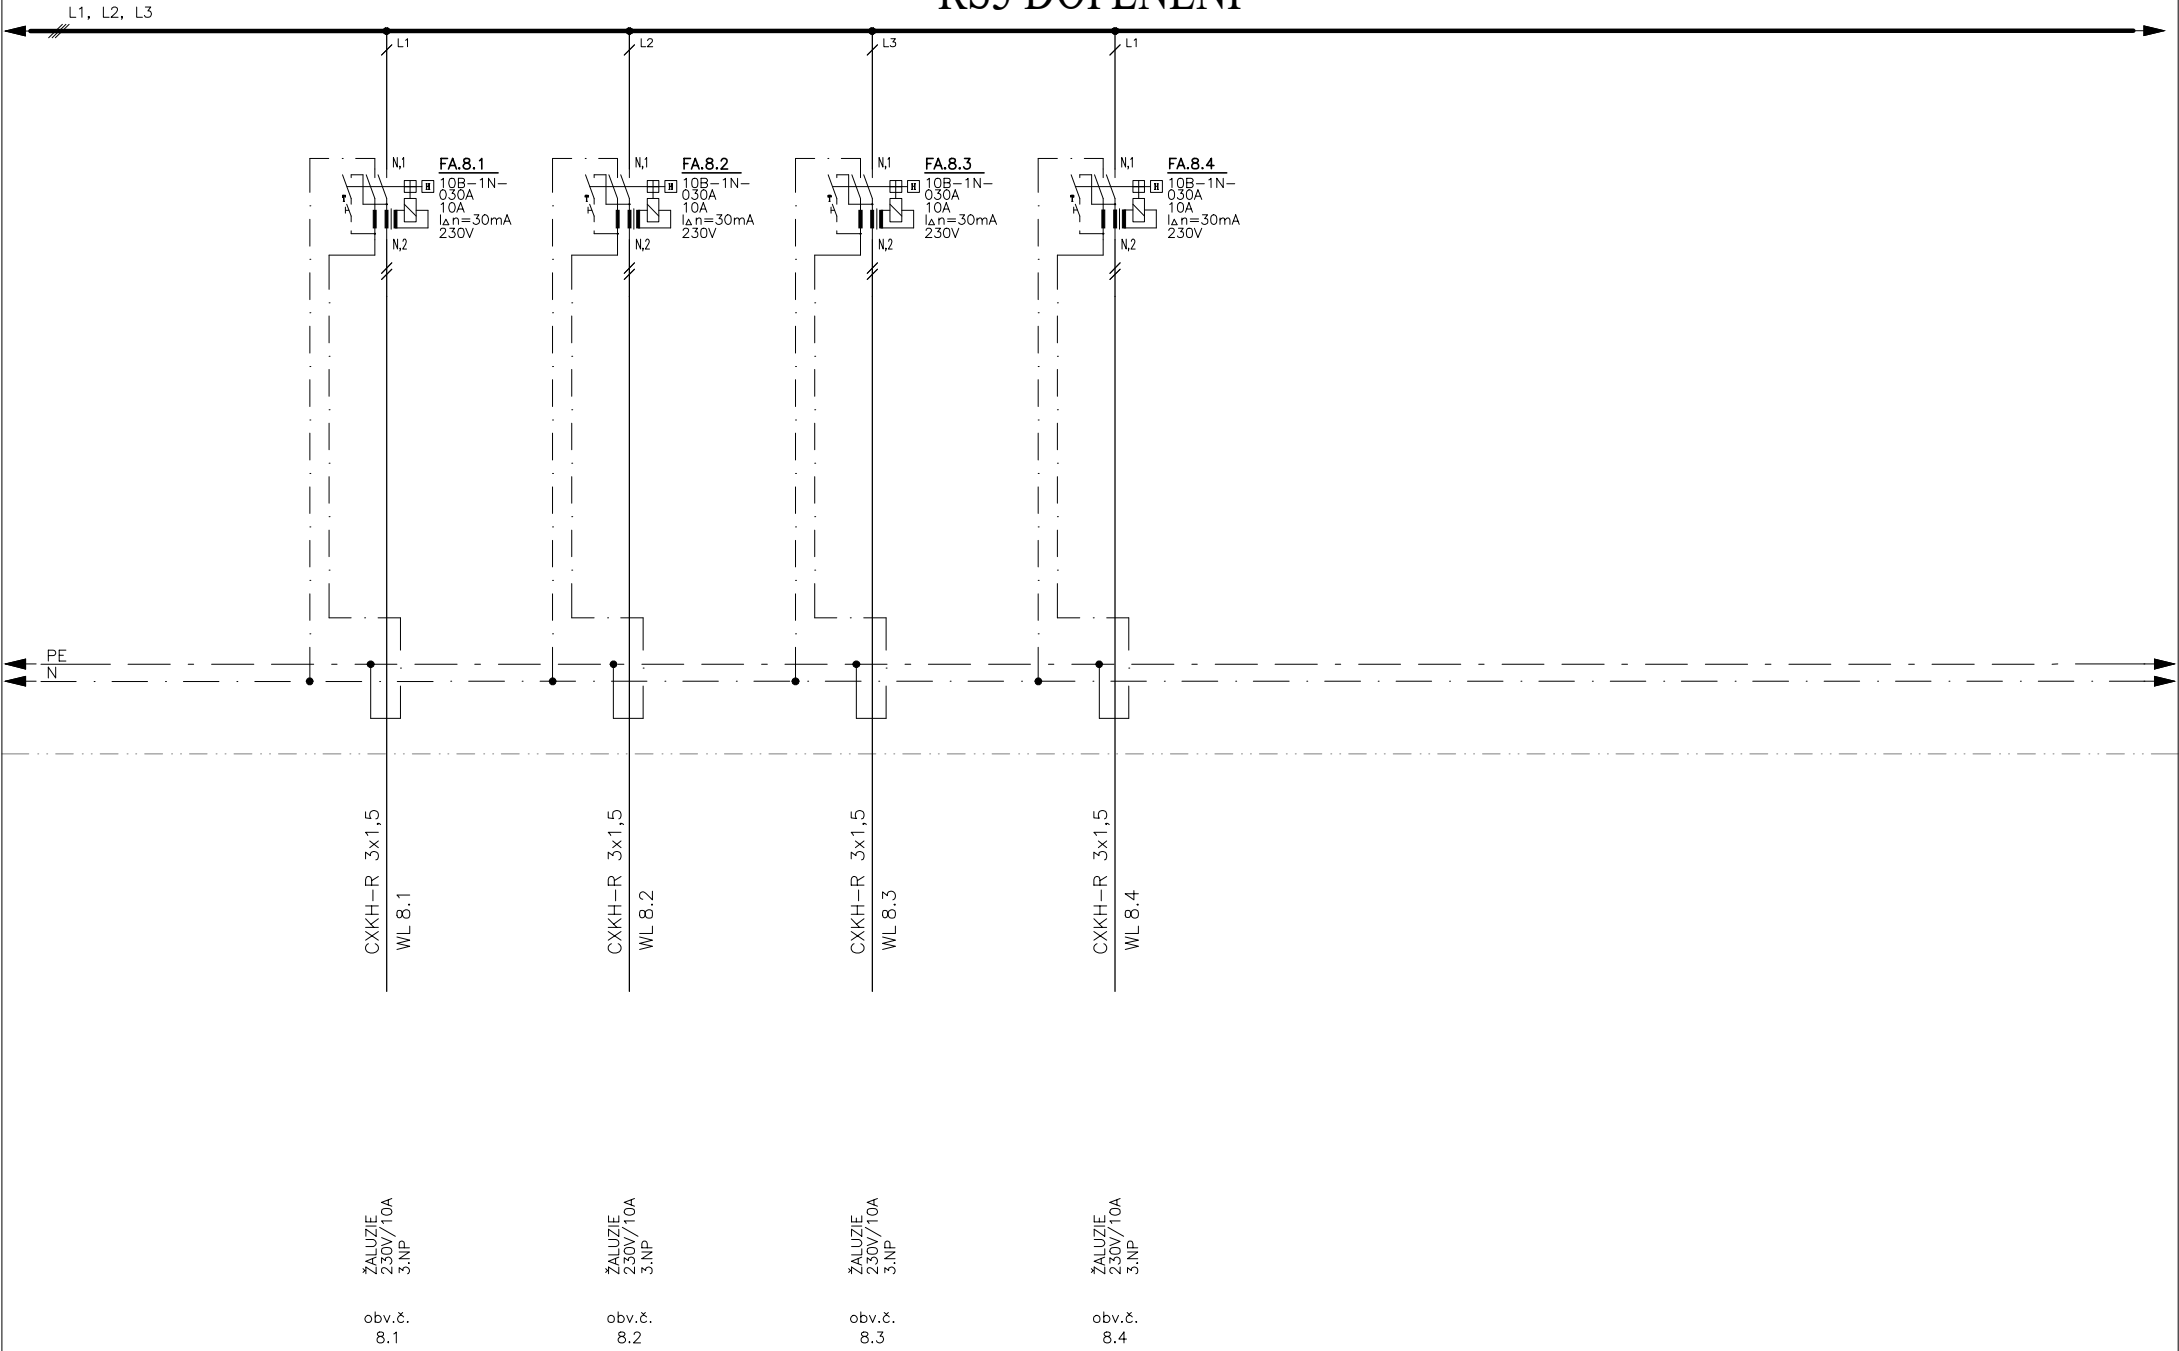 L1, L2, L3
L1
L2
L3
L1
N,1
FA.8.1
10B-1N-
030A
10A
IΔn=30mA
230V
N,2
N,1
FA.8.2
10B-1N-
030A
10A
IΔn=30mA
230V
N,2
N,1
FA.8.3
10B-1N-
030A
10A
IΔn=30mA
230V
N,2
N,1
FA.8.4
10B-1N-
030A
10A
IΔn=30mA
230V
N,2
H
H
H
H
PE
N
CXKH-R 3x1,5
WL 8.1
CXKH-R 3x1,5
WL 8.2
CXKH-R 3x1,5
WL 8.3
CXKH-R 3x1,5
WL 8.4
ŽALUZIE
230V/10A
3.NP
ŽALUZIE
230V/10A
3.NP
ŽALUZIE
230V/10A
3.NP
ŽALUZIE
230V/10A
3.NP
obv.č.
8.1
obv.č.
8.2
obv.č.
8.3
obv.č.
8.4